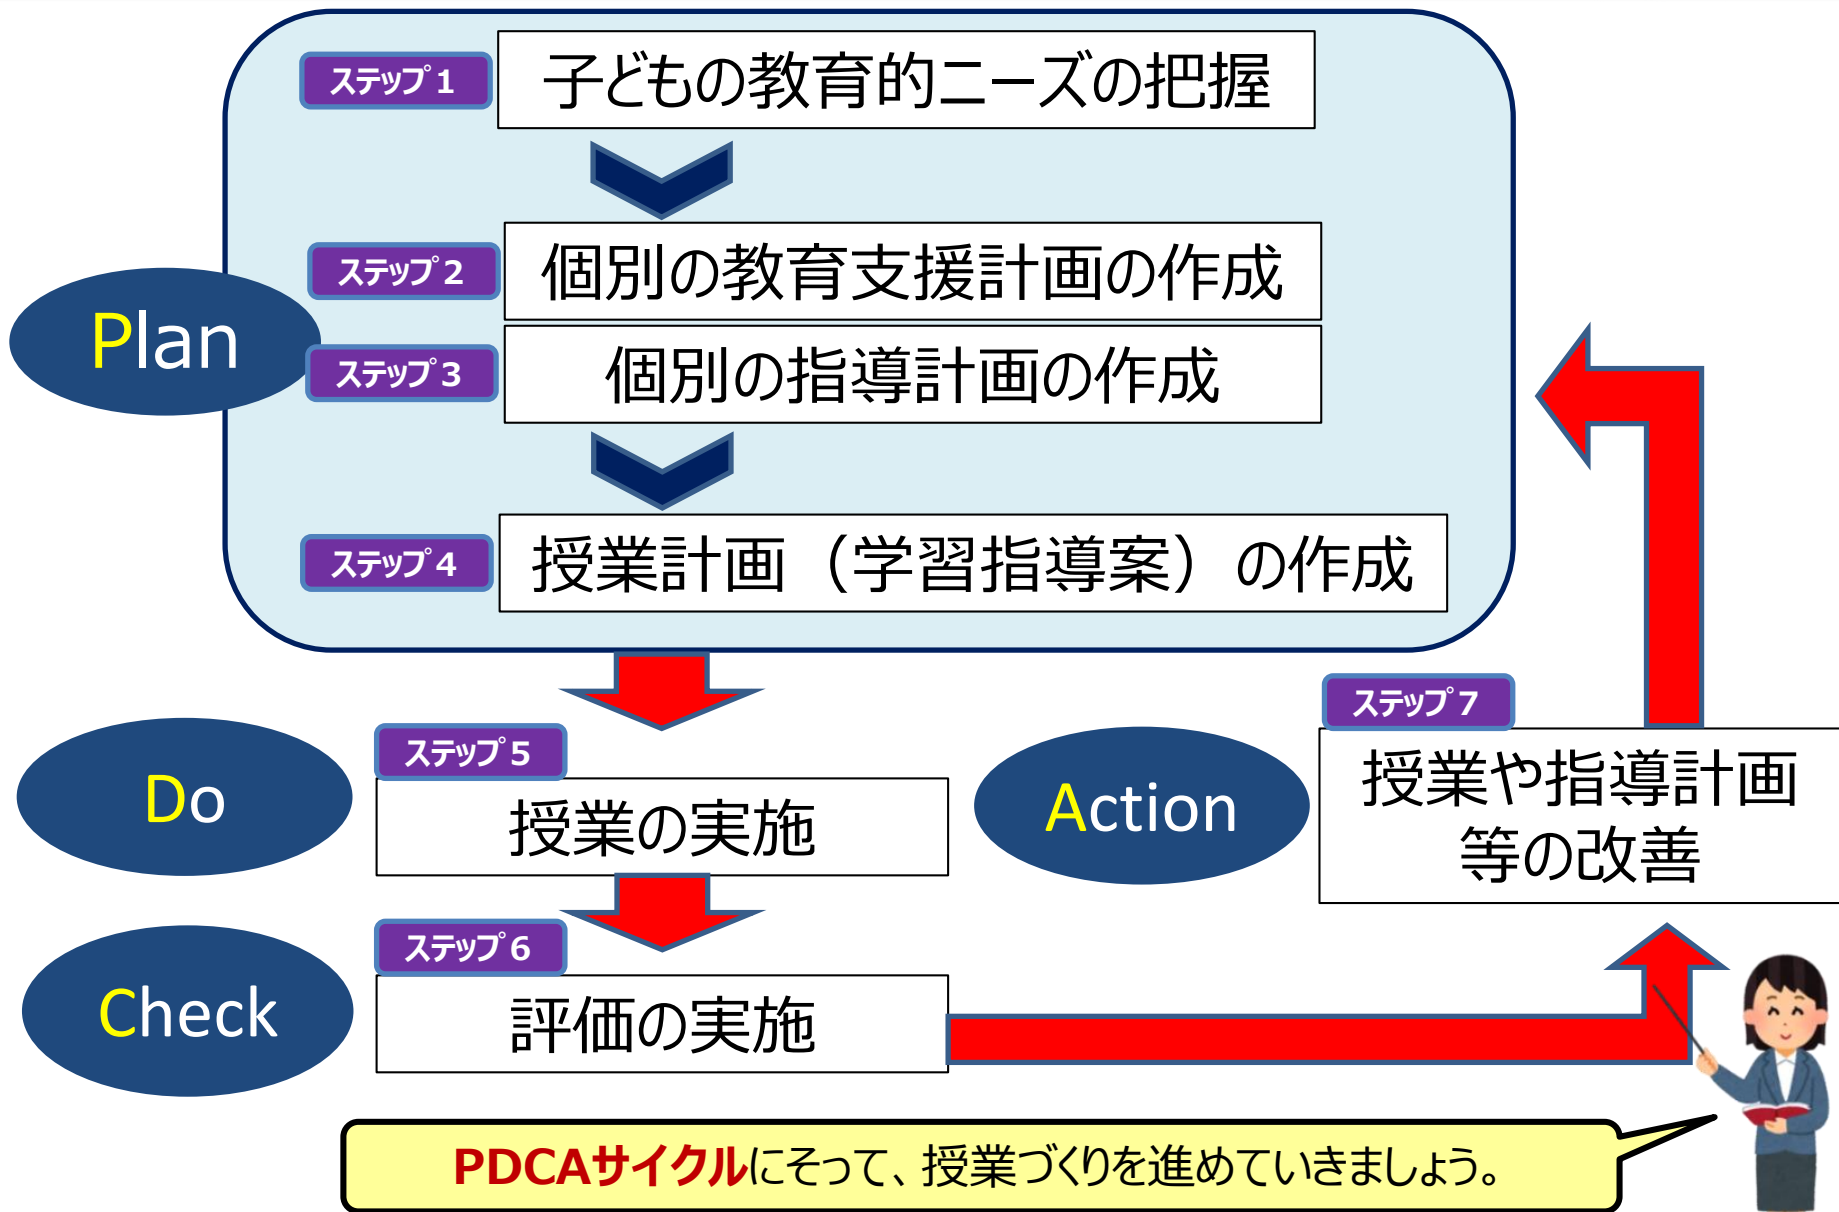 ステップ１
子どもの教育的ニーズの把握
ステップ２
個別の教育支援計画の作成
Plan
ステップ３
個別の指導計画の作成
ステップ４
授業計画（学習指導案）の作成
Do
ステップ５
授業の実施
Action
ステップ７
授業や指導計画
等の改善
Check
ステップ６
評価の実施
PDCAサイクルにそって、授業づくりを進めていきましょう。